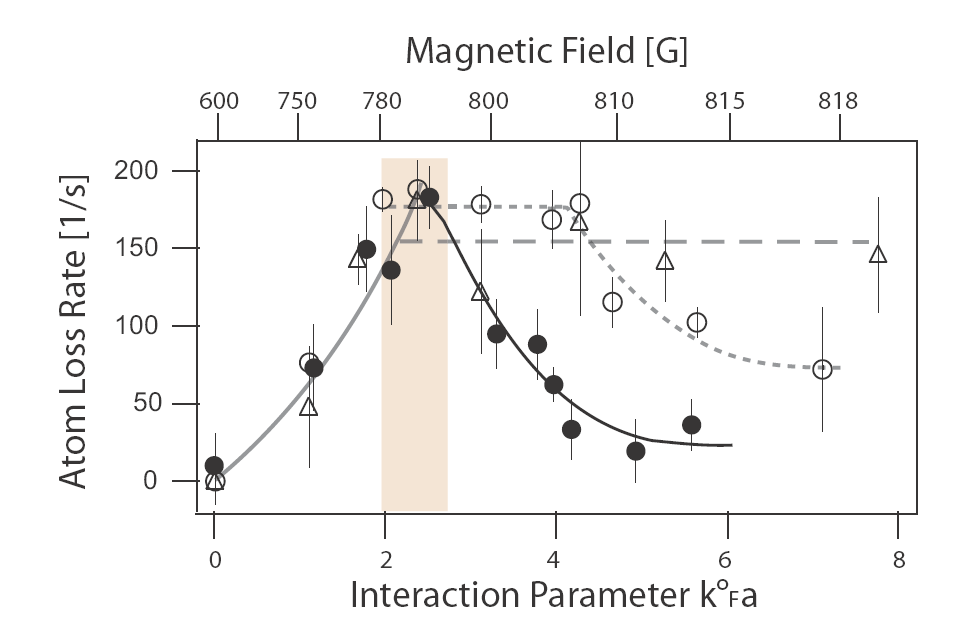 Magnetic Field [G]
600 750 780 800 810 815 818
Atom Loss Rate [1/s]
200
150
100
50
0
0 2 4 6 8
Interaction Parameter k°Fa